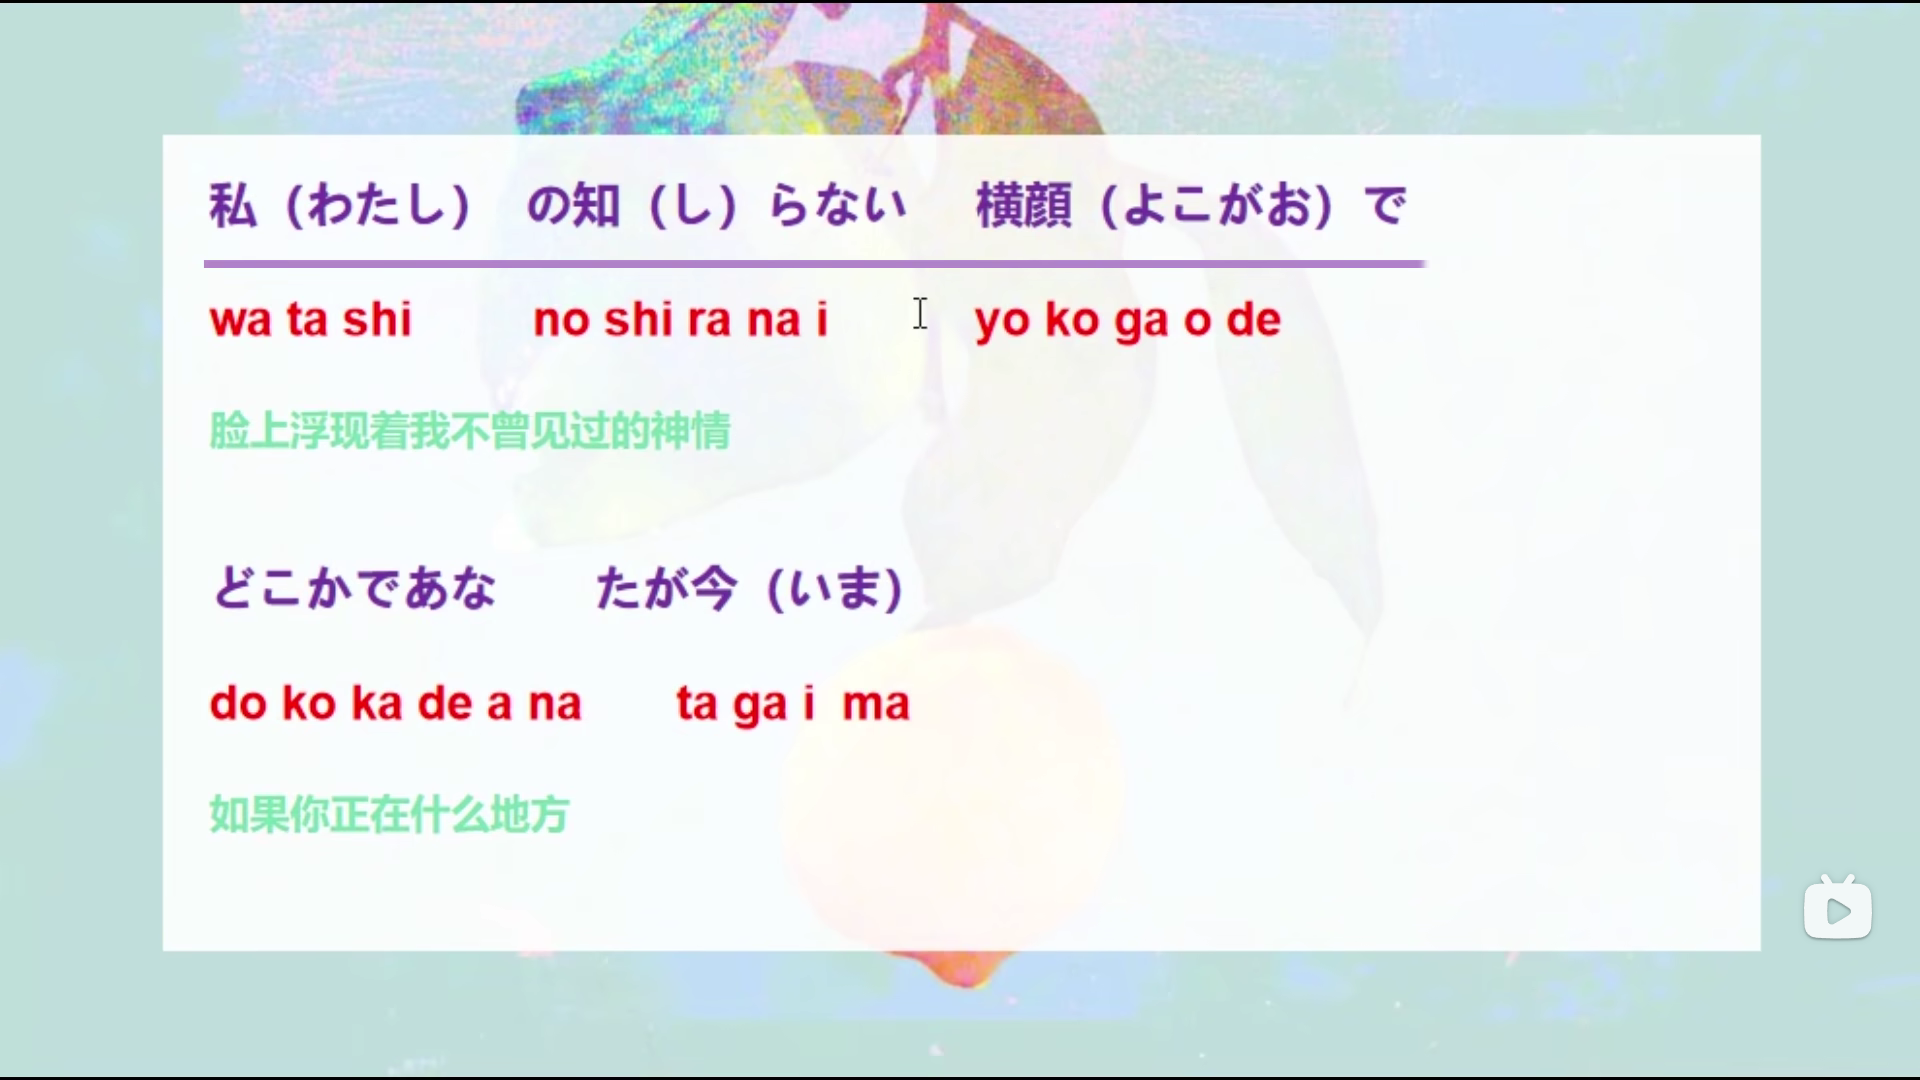 私（わたし） の知（し）らない 横顔（よこがお）で
wa ta shi no shi ra na i yo ko ga o de
脸上浮现着我不曾见过的神情
どこかであな たが今（いま）
do ko ka de a na ta ga i ma
如果你正在什么地方